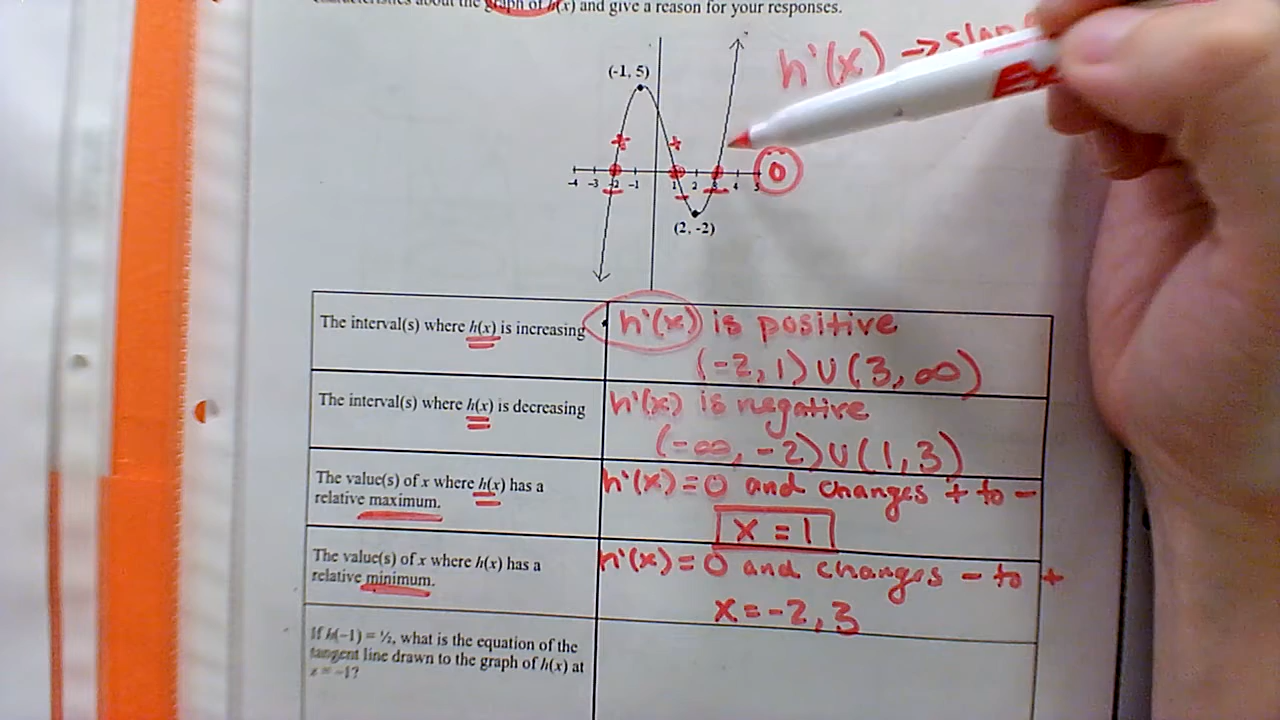 graph of h(x) and give a reason for your responses.
h'(x) →
Ex
(-1, 5)
-4 -3 -2 -1 1 2 3 4 5
0
(2, -2)
The interval(s) where h(x) is increasing
h'(x) is positive
(-2, 1) ∪ (3, ∞)
The interval(s) where h(x) is decreasing
h'(x) is negative
(-∞, -2) ∪ (1, 3)
The value(s) of x where h(x) has a
relative maximum.
h'(x) = 0 and changes + to -
x = 1
The value(s) of x where h(x) has a
relative minimum.
h'(x) = 0 and changes - to +
x = -2, 3
If h(-1) = ½, what is the equation of the
tangent line drawn to the graph of h(x) at
x = -1?